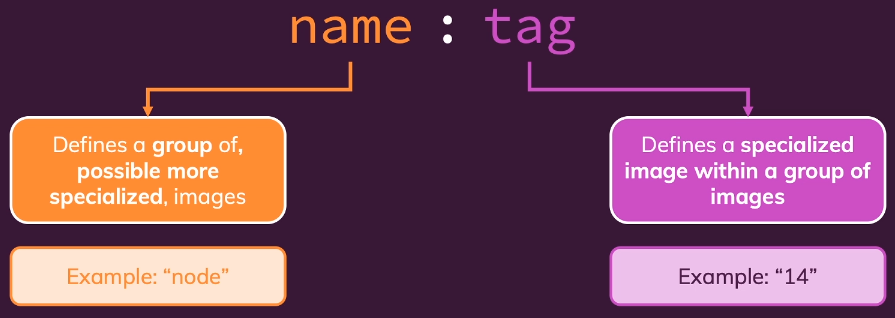 name : tag
Defines a group of, possible more specialized, images
Defines a specialized image within a group of images
Example: “node”
Example: “14”